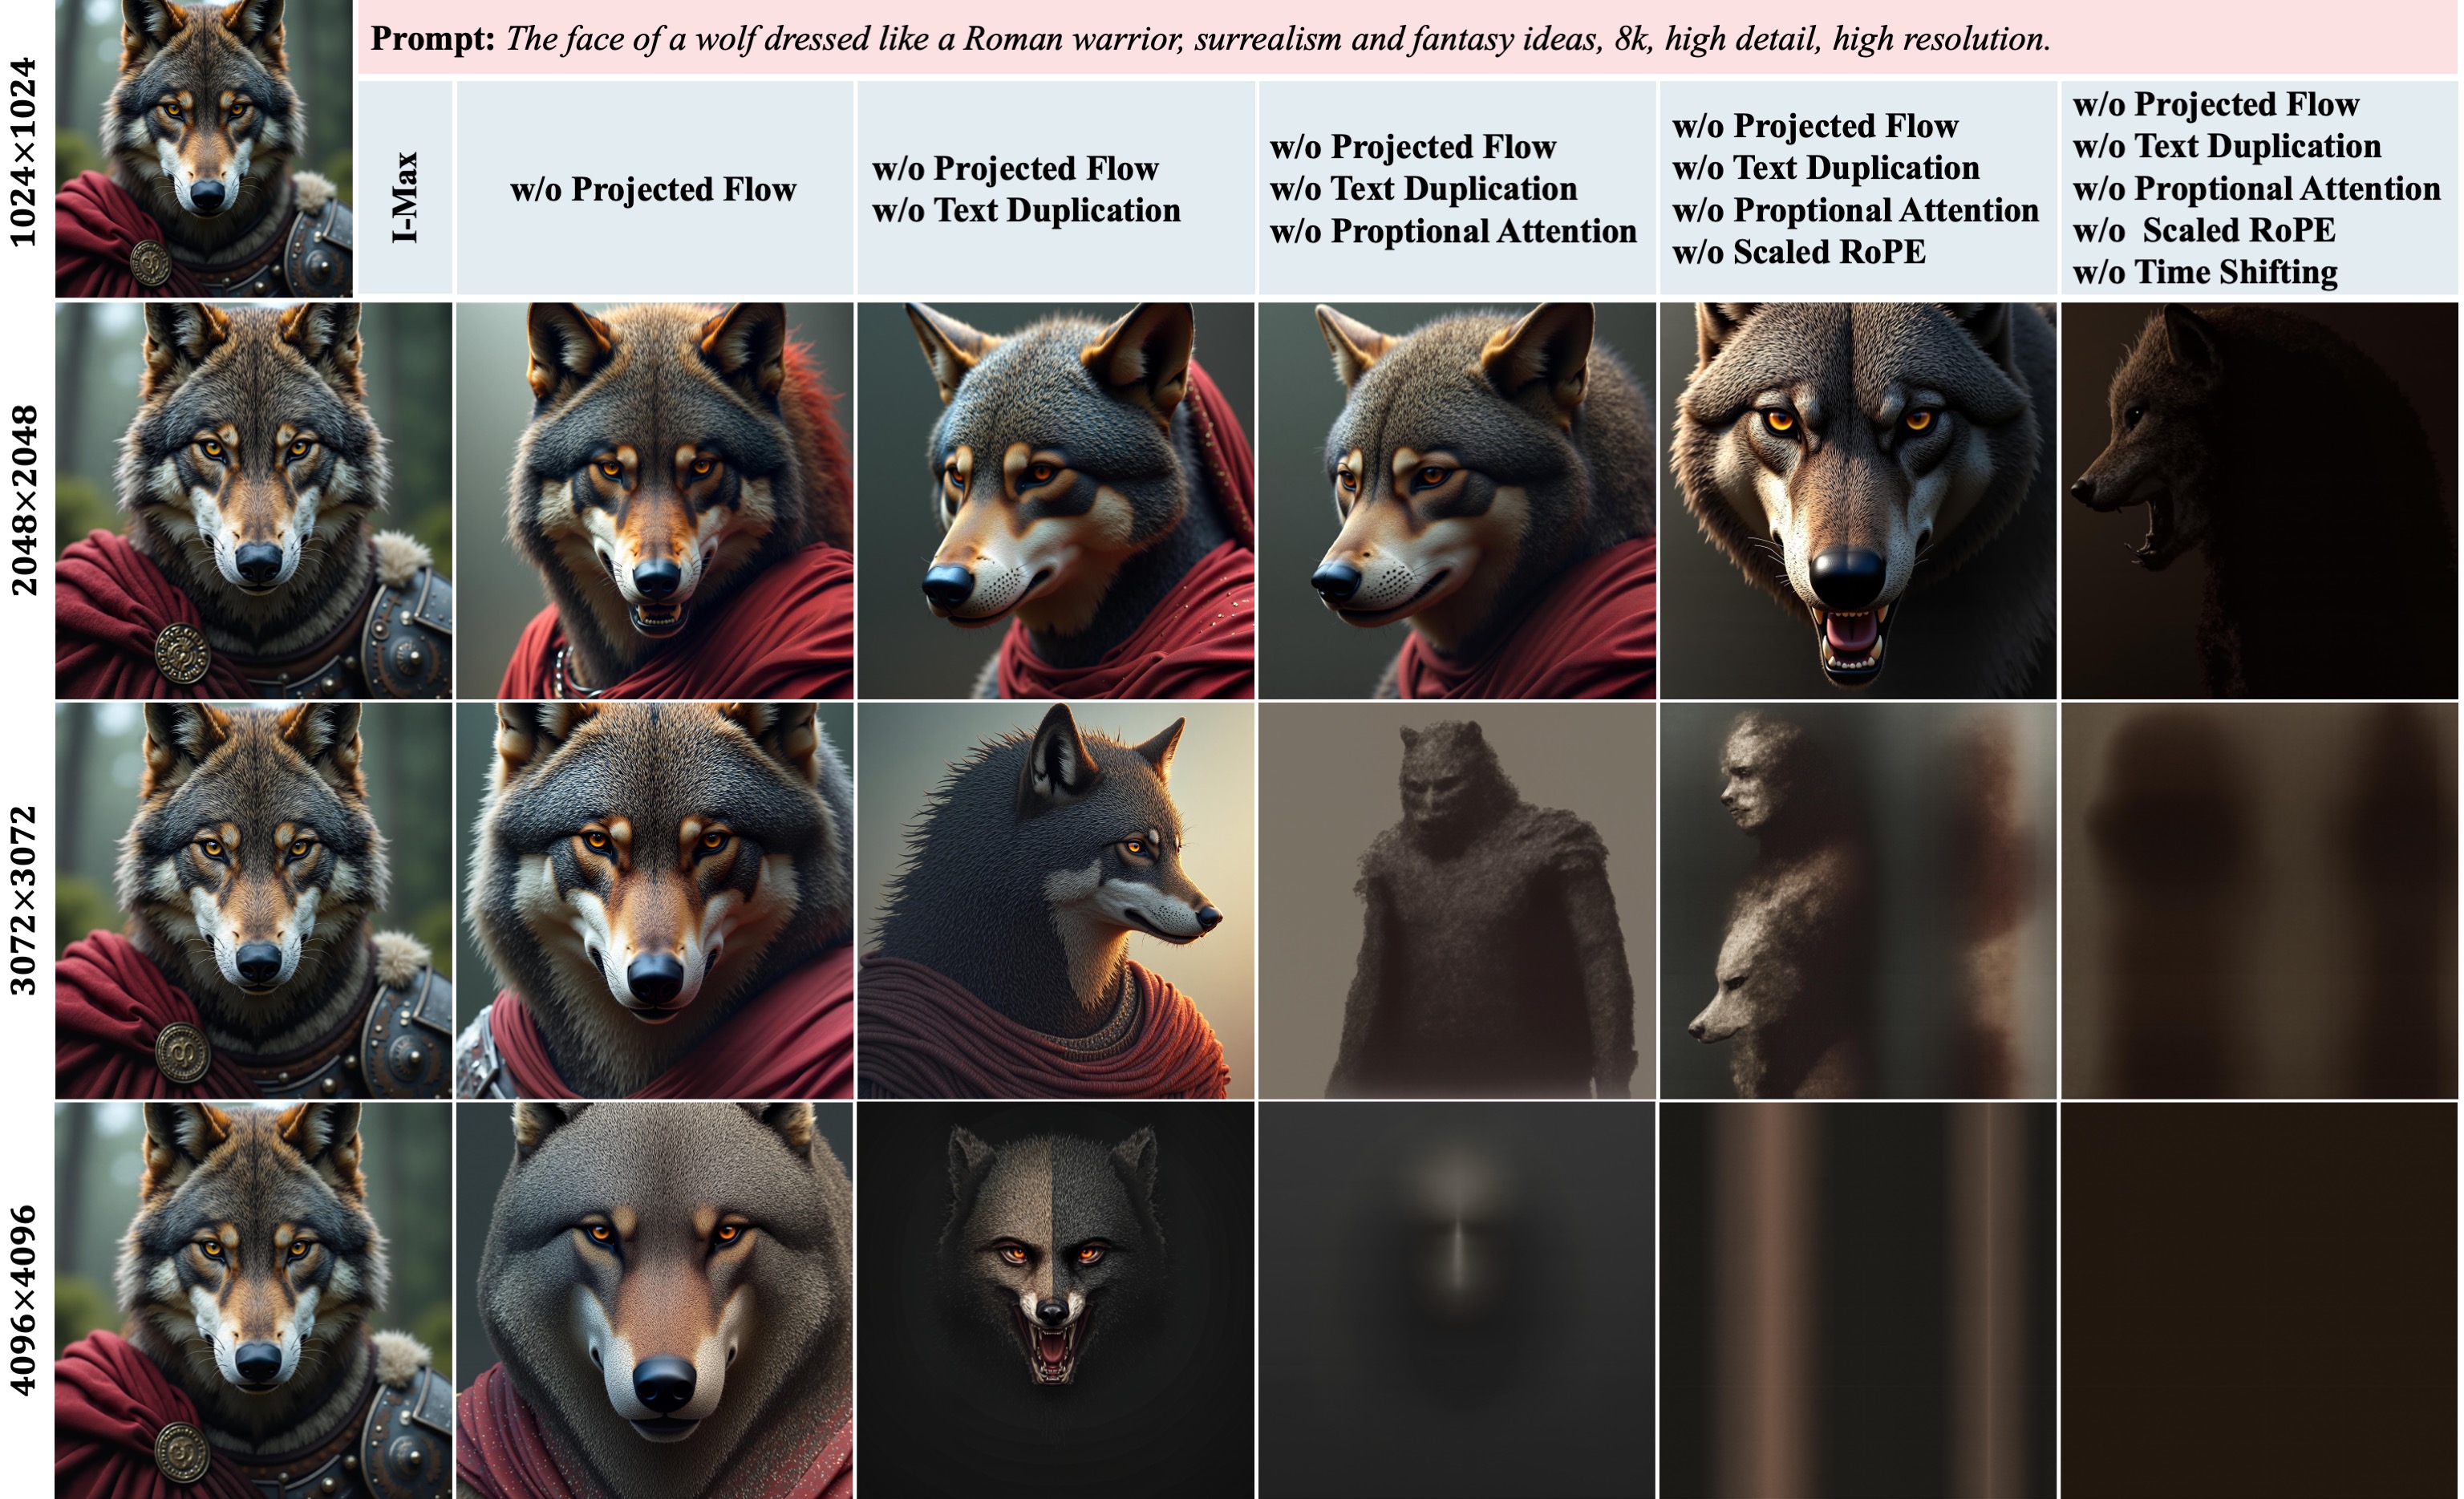 1024×1024
Prompt: The face of a wolf dressed like a Roman warrior, surrealism and fantasy ideas, 8k, high detail, high resolution.
I-Max
w/o Projected Flow
w/o Projected Flow
w/o Text Duplication
w/o Projected Flow
w/o Text Duplication
w/o Proptional Attention
w/o Projected Flow
w/o Text Duplication
w/o Proptional Attention
w/o Scaled RoPE
w/o Projected Flow
w/o Text Duplication
w/o Proptional Attention
w/o Scaled RoPE
w/o Time Shifting
2048×2048
3072×3072
4096×4096